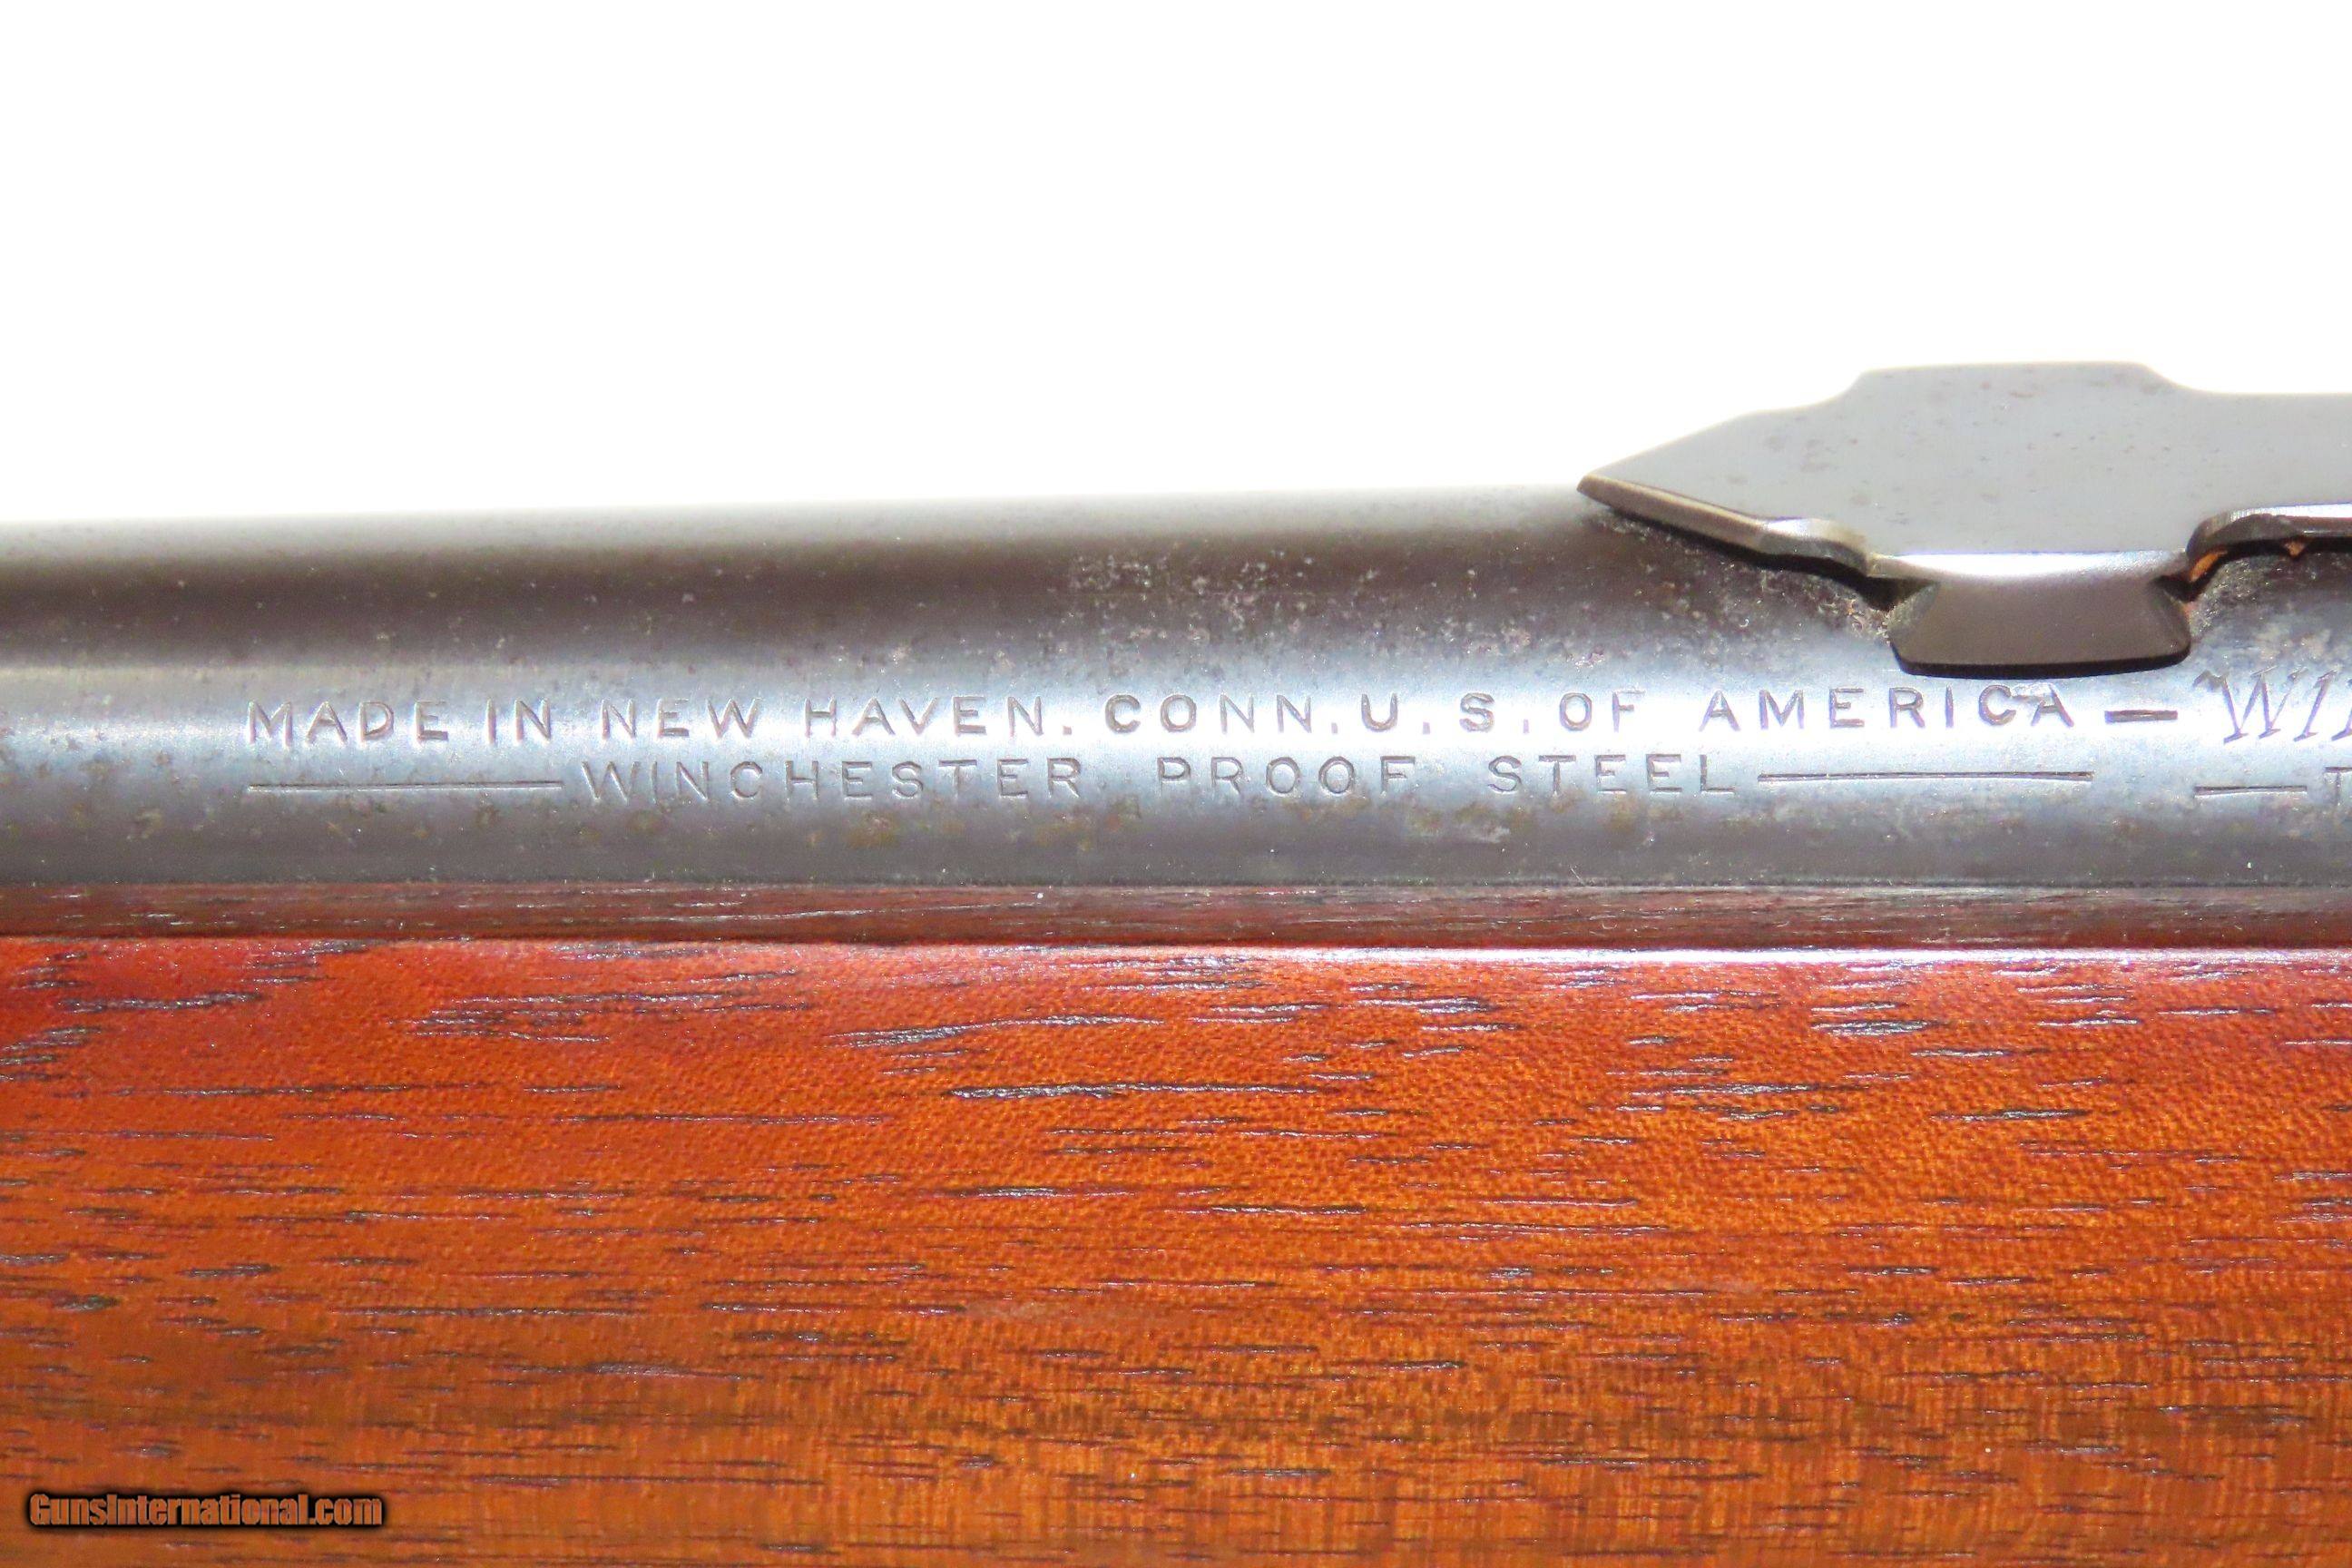 MADE IN NEW HAVEN. CONN. U. S. OF AMERICA —
WINCHESTER PROOF STEEL
GunsInternational.com